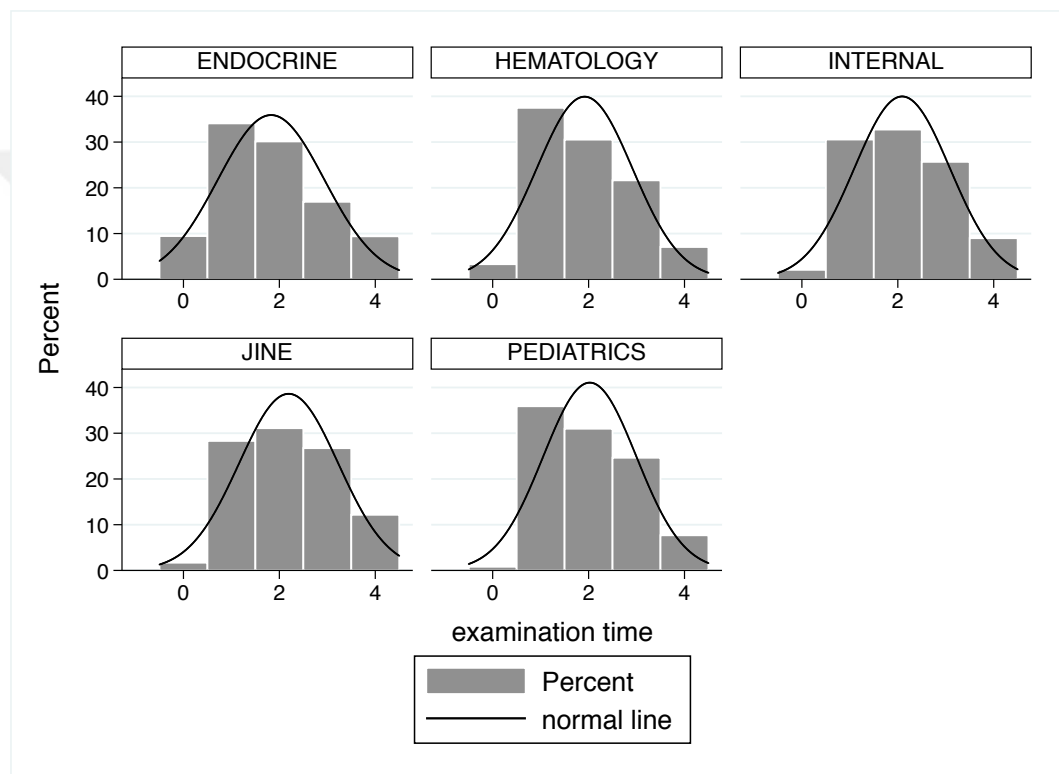 ENDOCRINE HEMATOLOGY INTERNAL
40
30
20
10
0
0 2 4 0 2 4 0 2 4
Percent
JINE PEDIATRICS
40
30
20
10
0
0 2 4 0 2 4
examination time
Percent
normal line